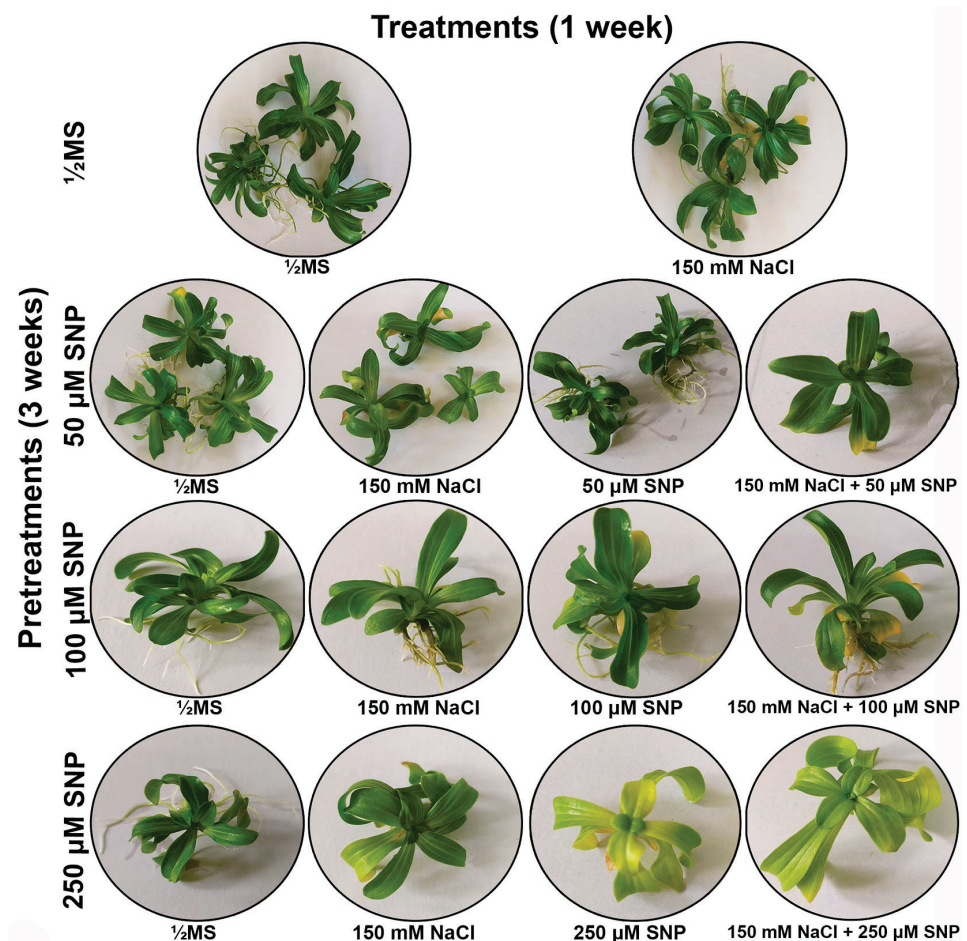 Treatments (1 week)
Pretreatments (3 weeks)
½MS
½MS
150 mM NaCl
50 µM SNP
½MS
150 mM NaCl
50 µM SNP
150 mM NaCl + 50 µM SNP
100 µM SNP
½MS
150 mM NaCl
100 µM SNP
150 mM NaCl + 100 µM SNP
250 µM SNP
½MS
150 mM NaCl
250 µM SNP
150 mM NaCl + 250 µM SNP